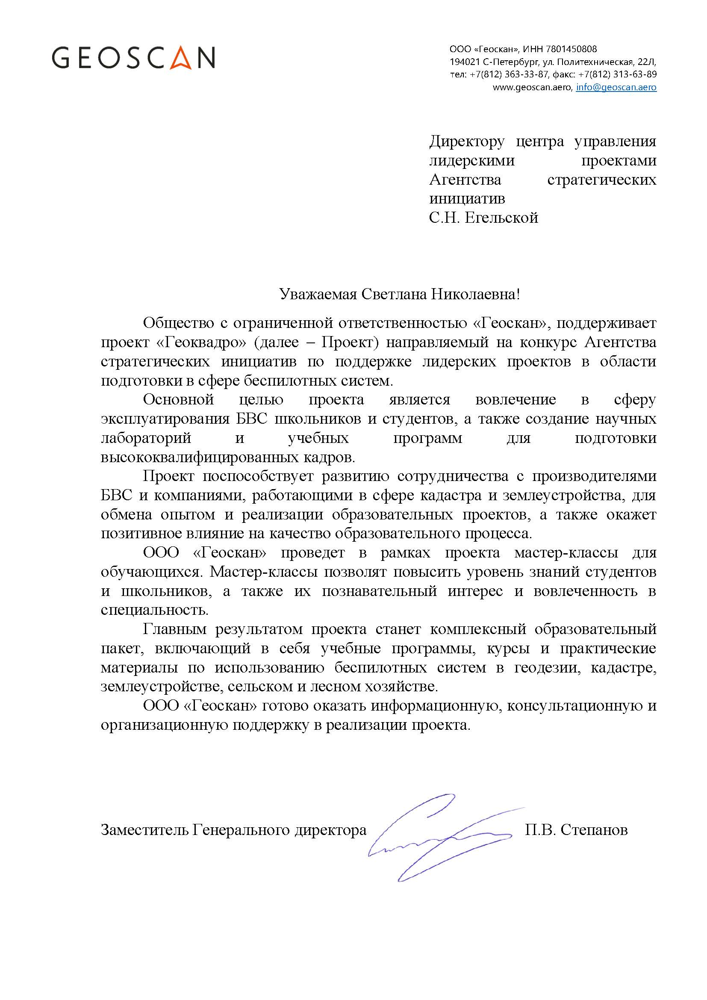 GEOSCAN
ООО «Геоскан», ИНН 7801450808
194021 С-Петербург, ул. Политехническая, 22Л,
тел: +7(812) 363-33-87, факс: +7(812) 313-63-89
www.geoscan.aero, info@geoscan.aero
Директору центра управления
лидерскими проектами
Агентства стратегических
инициатив
С.Н. Егельской
Уважаемая Светлана Николаевна!
Общество с ограниченной ответственностью «Геоскан», поддерживает
проект «Геоквадро» (далее – Проект) направляемый на конкурс Агентства
стратегических инициатив по поддержке лидерских проектов в области
подготовки в сфере беспилотных систем.
Основной целью проекта является вовлечение в сферу
эксплуатирования БВС школьников и студентов, а также создание научных
лабораторий и учебных программ для подготовки
высококвалифицированных кадров.
Проект поспособствует развитию сотрудничества с производителями
БВС и компаниями, работающими в сфере кадастра и землеустройства, для
обмена опытом и реализации образовательных проектов, а также окажет
позитивное влияние на качество образовательного процесса.
ООО «Геоскан» проведет в рамках проекта мастер-классы для
обучающихся. Мастер-классы позволят повысить уровень знаний студентов
и школьников, а также их познавательный интерес и вовлеченность в
специальность.
Главным результатом проекта станет комплексный образовательный
пакет, включающий в себя учебные программы, курсы и практические
материалы по использованию беспилотных систем в геодезии, кадастре,
землеустройстве, сельском и лесном хозяйстве.
ООО «Геоскан» готово оказать информационную, консультационную и
организационную поддержку в реализации проекта.
Заместитель Генерального директора П.В. Степанов